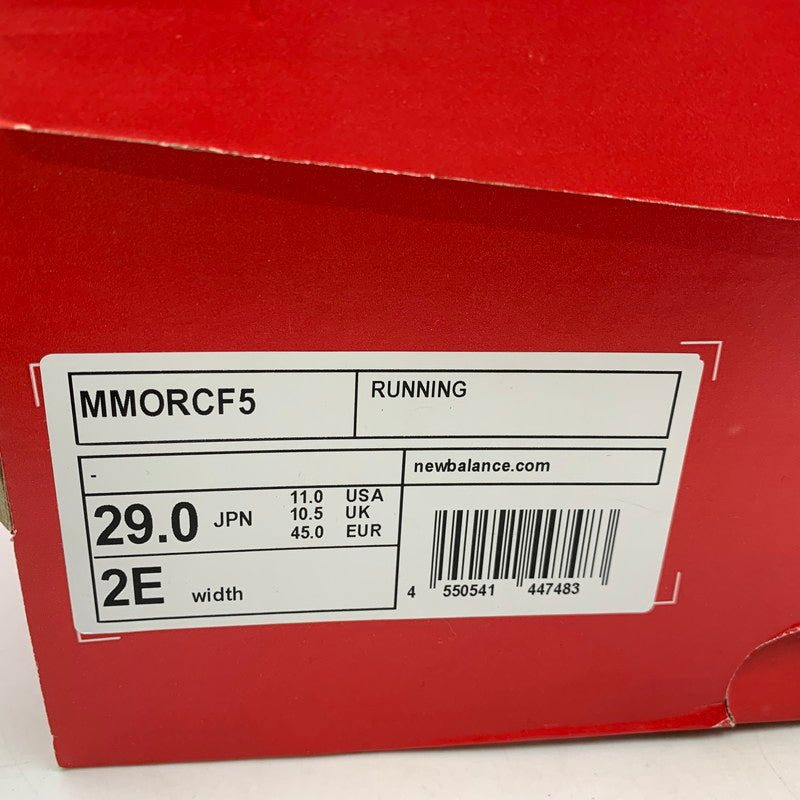 MMORCF5
RUNNING
-
newbalance.com
29.0 JPN
11.0 USA
10.5 UK
45.0 EUR
2E width
4 550541 447483